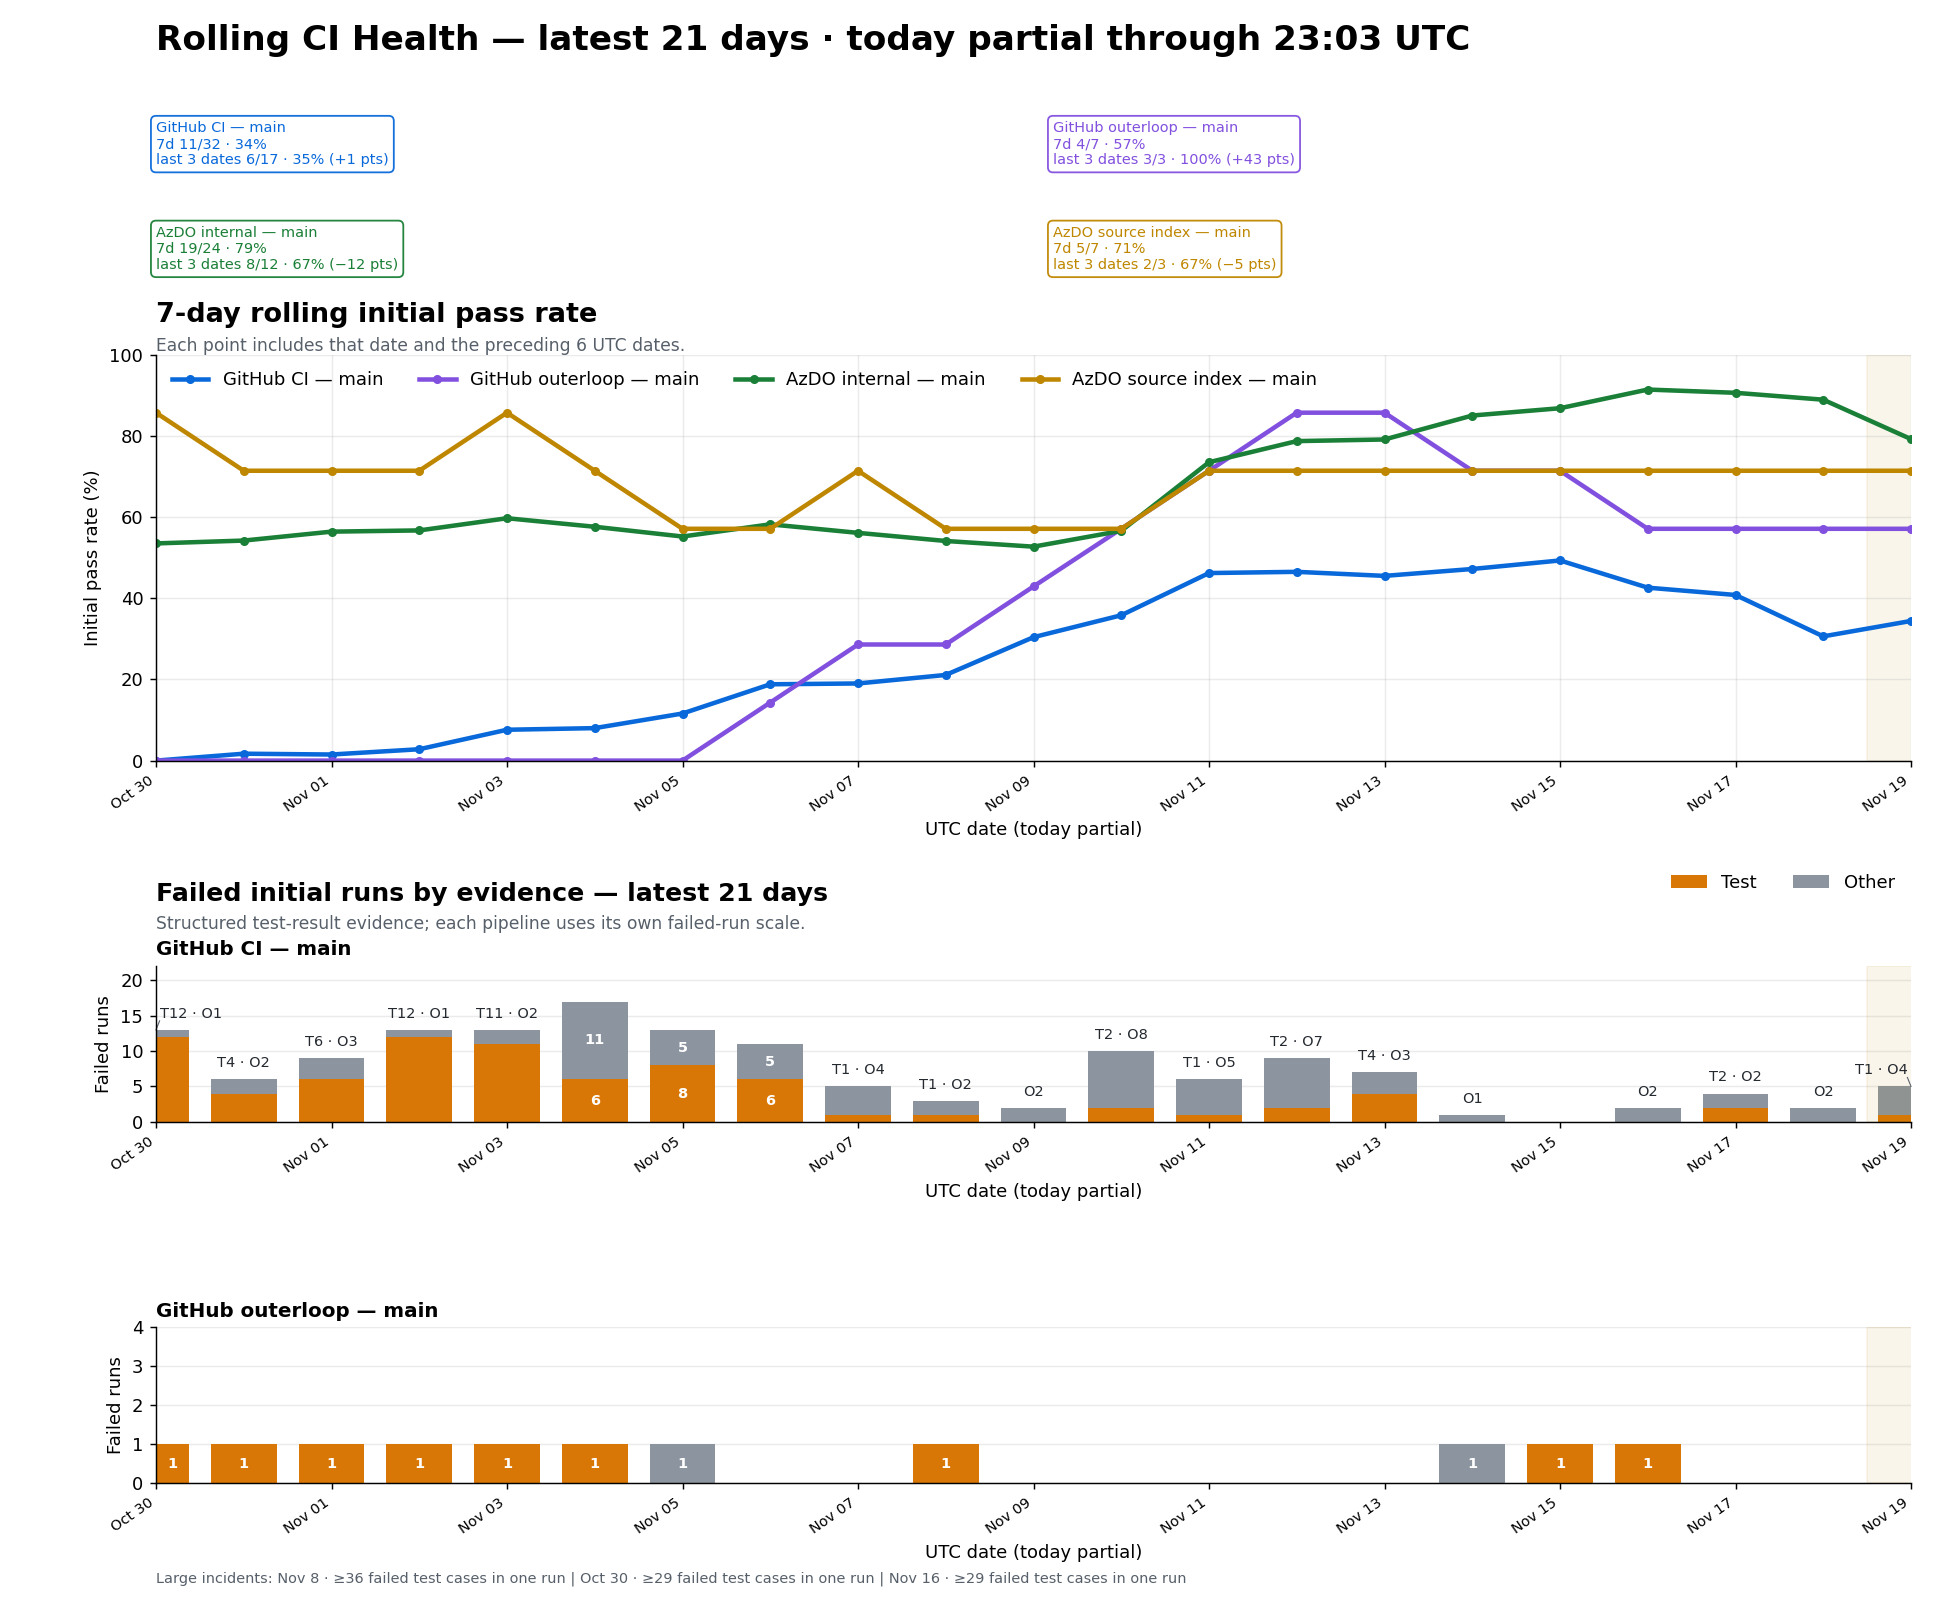 Rolling CI Health — latest 21 days · today partial through 23:03 UTC
GitHub CI — main
7d 11/32 · 34%
last 3 dates 6/17 · 35% (+1 pts)
GitHub outerloop — main
7d 4/7 · 57%
last 3 dates 3/3 · 100% (+43 pts)
AzDO internal — main
7d 19/24 · 79%
last 3 dates 8/12 · 67% (−12 pts)
AzDO source index — main
7d 5/7 · 71%
last 3 dates 2/3 · 67% (−5 pts)
7-day rolling initial pass rate
Each point includes that date and the preceding 6 UTC dates.
GitHub CI — main GitHub outerloop — main AzDO internal — main AzDO source index — main
Initial pass rate (%)
100
80
60
40
20
0
Oct 30 Nov 01 Nov 03 Nov 05 Nov 07 Nov 09 Nov 11 Nov 13 Nov 15 Nov 17 Nov 19
UTC date (today partial)
Failed initial runs by evidence — latest 21 days
Test Other
Structured test-result evidence; each pipeline uses its own failed-run scale.
GitHub CI — main
Failed runs
20
15
10
5
0
T12 · O1 T4 · O2 T6 · O3 T12 · O1 T11 · O2 11 6 5 8 5 6 T1 · O4 T1 · O2 O2 T2 · O8 T1 · O5 T2 · O7 T4 · O3 O1 O2 T2 · O2 O2 T1 · O4
Oct 30 Nov 01 Nov 03 Nov 05 Nov 07 Nov 09 Nov 11 Nov 13 Nov 15 Nov 17 Nov 19
UTC date (today partial)
GitHub outerloop — main
Failed runs
4
3
2
1
0
1 1 1 1 1 1 1 1 1 1 1
Oct 30 Nov 01 Nov 03 Nov 05 Nov 07 Nov 09 Nov 11 Nov 13 Nov 15 Nov 17 Nov 19
UTC date (today partial)
Large incidents: Nov 8 · ≥36 failed test cases in one run | Oct 30 · ≥29 failed test cases in one run | Nov 16 · ≥29 failed test cases in one run